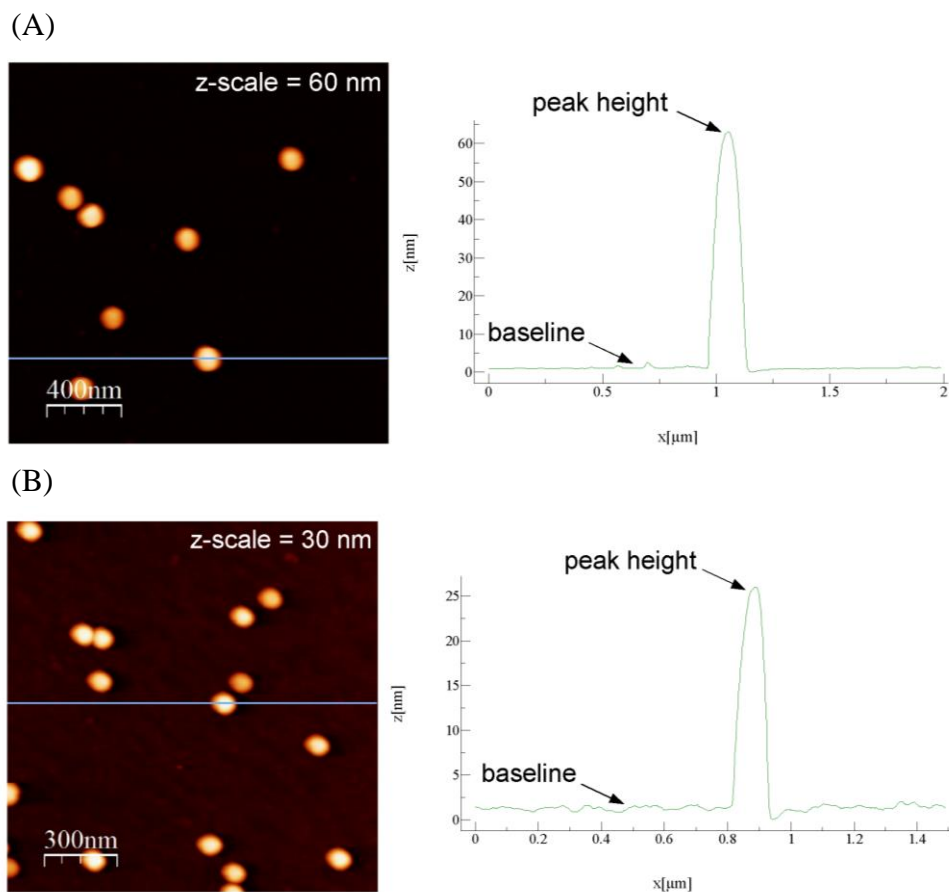 (A)
z-scale = 60 nm
400nm
peak height
baseline
z[nm]
60
50
40
30
20
10
0
0
0.5
1
1.5
2
x[µm]
(B)
z-scale = 30 nm
300nm
peak height
baseline
z[nm]
25
20
15
10
5
0
0
0.2
0.4
0.6
0.8
1
1.2
1.4
x[µm]